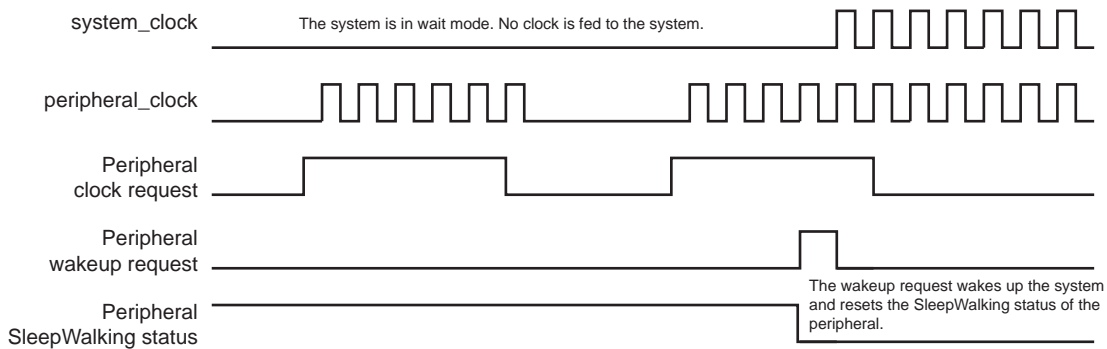 system_clock
The system is in wait mode. No clock is fed to the system.
peripheral_clock
Peripheral
clock request
Peripheral
wakeup request
The wakeup request wakes up the system
and resets the SleepWalking status of the
peripheral.
Peripheral
SleepWalking status